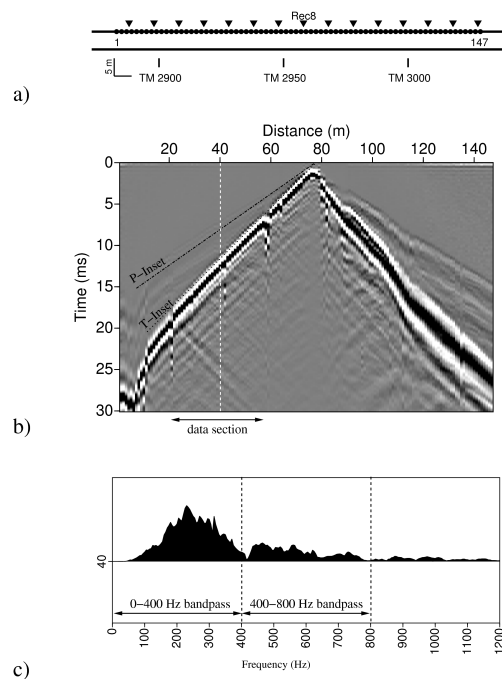 Rec8
1 147
5 m
TM 2900 TM 2950 TM 3000
a)
Distance (m)
20 40 60 80 100 120 140
0
5
10
15
20
25
30
Time (ms)
P-Inset
T-Inset
b)
data section
40
0-400 Hz bandpass 400-800 Hz bandpass
0 100 200 300 400 500 600 700 800 900 1000 1100 1200
Frequency (Hz)
c)